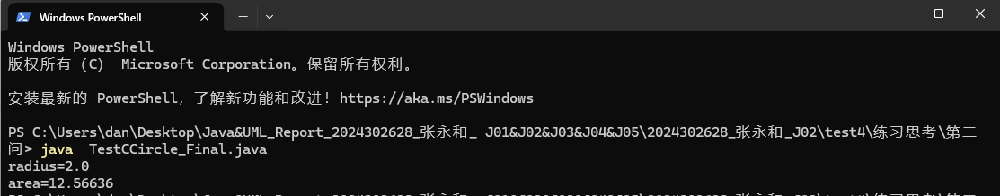 Windows PowerShell
Windows PowerShell
版权所有 (C) Microsoft Corporation。保留所有权利。
安装最新的 PowerShell，了解新功能和改进！https://aka.ms/PSWindows
PS C:\Users\dan\Desktop\Java&UML_Report_2024302628_张永和_ J01&J02&J03&J04&J05\2024302628_张永和_J02\test4\练习思考\第二
问> java  TestCCircle_Final.java
radius=2.0
area=12.56636